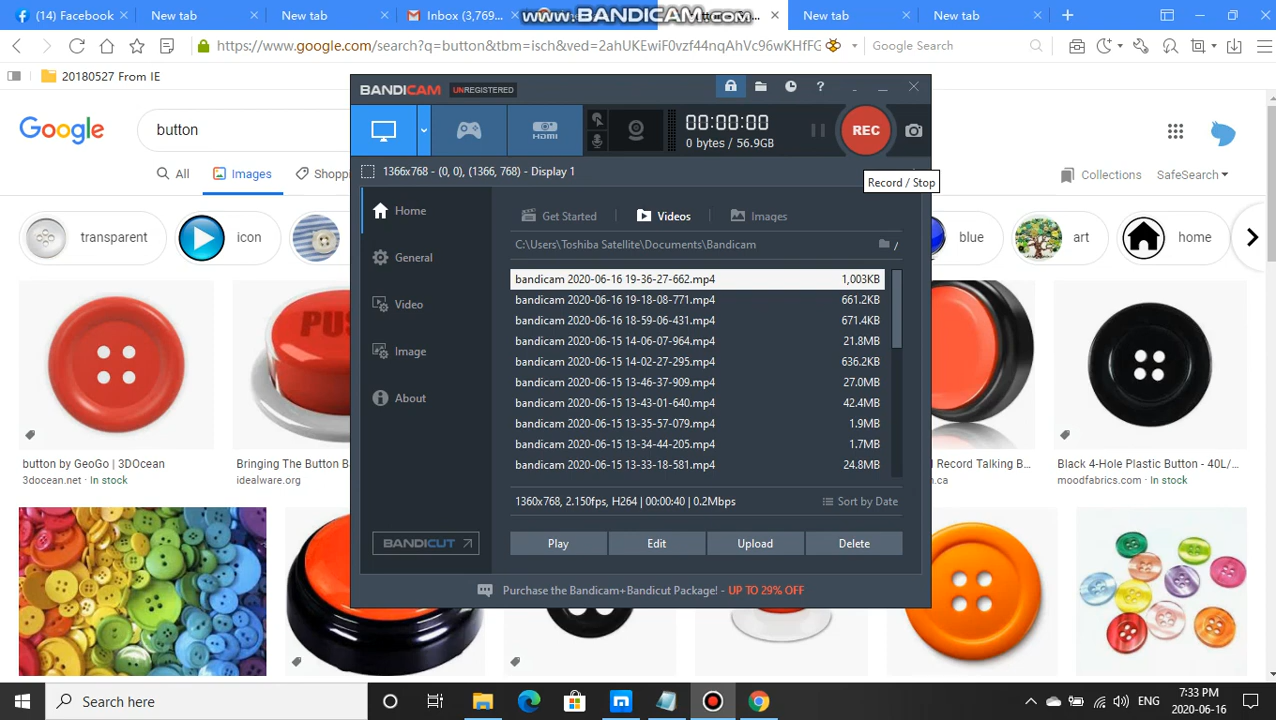 (14) Facebook
New tab
New tab
Inbox (3,769
www.BANDICAM.com
New tab
New tab
https://www.google.com/search?q=button&tbm=isch&ved=2ahUKEwiF0vzf44nqAhVc96wKHfFG
Google Search
20180527 From IE
Google
button
All
Images
Shopp
Collections
SafeSearch
transparent
icon
blue
art
home
BANDICAM
UNREGISTERED
HDMI
00:00:00
0 bytes / 56.9GB
REC
1366x768 - (0, 0), (1366, 768) - Display 1
Record / Stop
Home
General
Video
Image
About
BANDICUT
Get Started
Videos
Images
C:\Users\Toshiba Satellite\Documents\Bandicam
/
bandicam 2020-06-16 19-36-27-662.mp4 1,003KB
bandicam 2020-06-16 19-18-08-771.mp4 661.2KB
bandicam 2020-06-16 18-59-06-431.mp4 671.4KB
bandicam 2020-06-15 14-06-07-964.mp4 21.8MB
bandicam 2020-06-15 14-02-27-295.mp4 636.2KB
bandicam 2020-06-15 13-46-37-909.mp4 27.0MB
bandicam 2020-06-15 13-43-01-640.mp4 42.4MB
bandicam 2020-06-15 13-35-57-079.mp4 1.9MB
bandicam 2020-06-15 13-34-44-205.mp4 1.7MB
bandicam 2020-06-15 13-33-18-581.mp4 24.8MB
1360x768, 2.150fps, H264 | 00:00:40 | 0.2Mbps
Sort by Date
Play
Edit
Upload
Delete
Purchase the Bandicam+Bandicut Package! - UP TO 29% OFF
PUS
button by GeoGo | 3DOcean
3docean.net · In stock
Bringing The Button B
idealware.org
l Record Talking B...
.ca
Black 4-Hole Plastic Button - 40L/...
moodfabrics.com · In stock
Search here
ENG
7:33 PM
2020-06-16